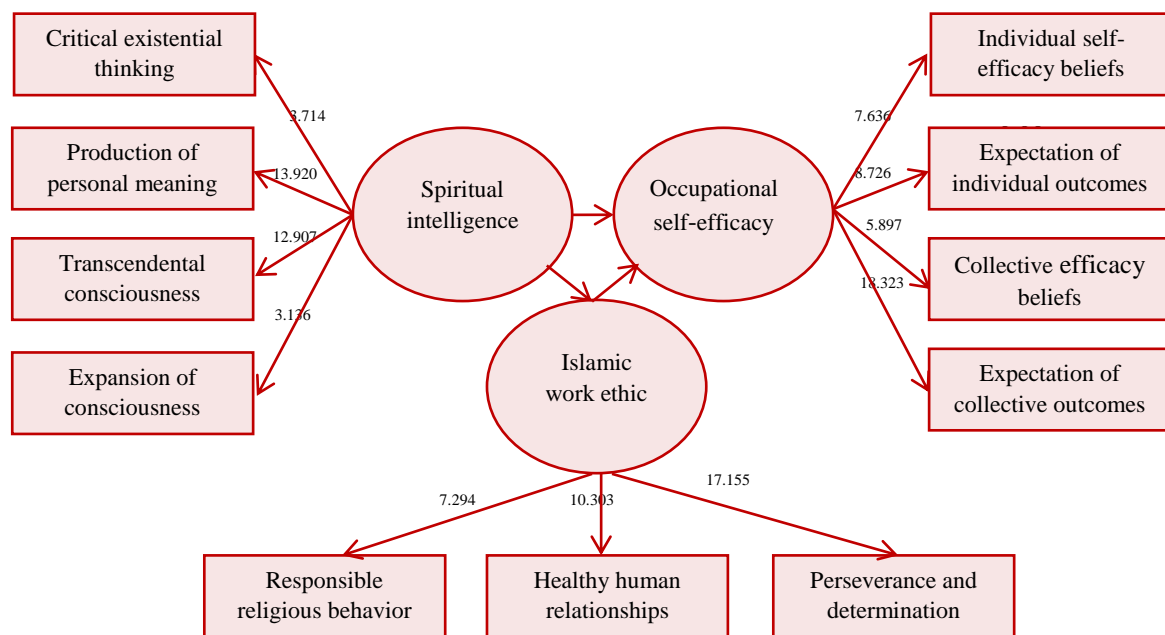 Critical existential
thinking
Production of
personal meaning
Transcendental
consciousness
Expansion of
consciousness
3.714
13.920
12.907
3.136
Spiritual
intelligence
Occupational
self-efficacy
Islamic
work ethic
7.636
8.726
5.897
18.323
Individual self-
efficacy beliefs
Expectation of
individual outcomes
Collective efficacy
beliefs
Expectation of
collective outcomes
7.294
10.303
17.155
Responsible
religious behavior
Healthy human
relationships
Perseverance and
determination